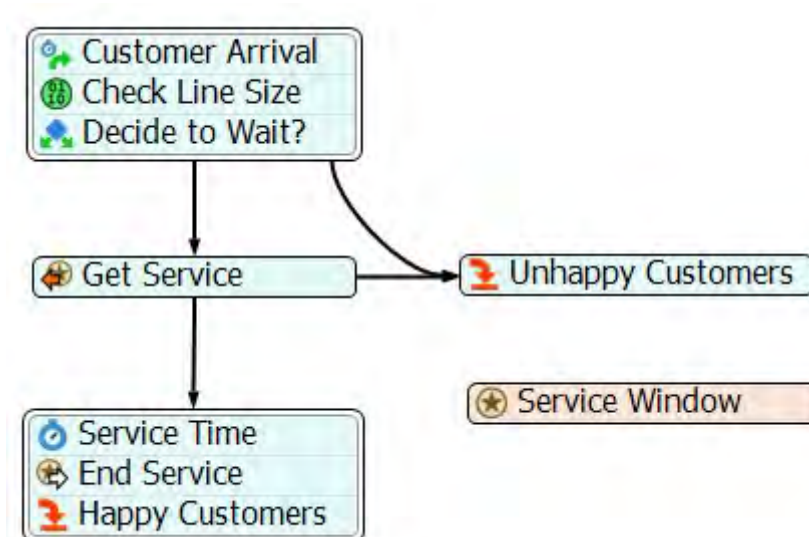 Customer Arrival
Check Line Size
Decide to Wait?
Get Service
Unhappy Customers
Service Window
Service Time
End Service
Happy Customers